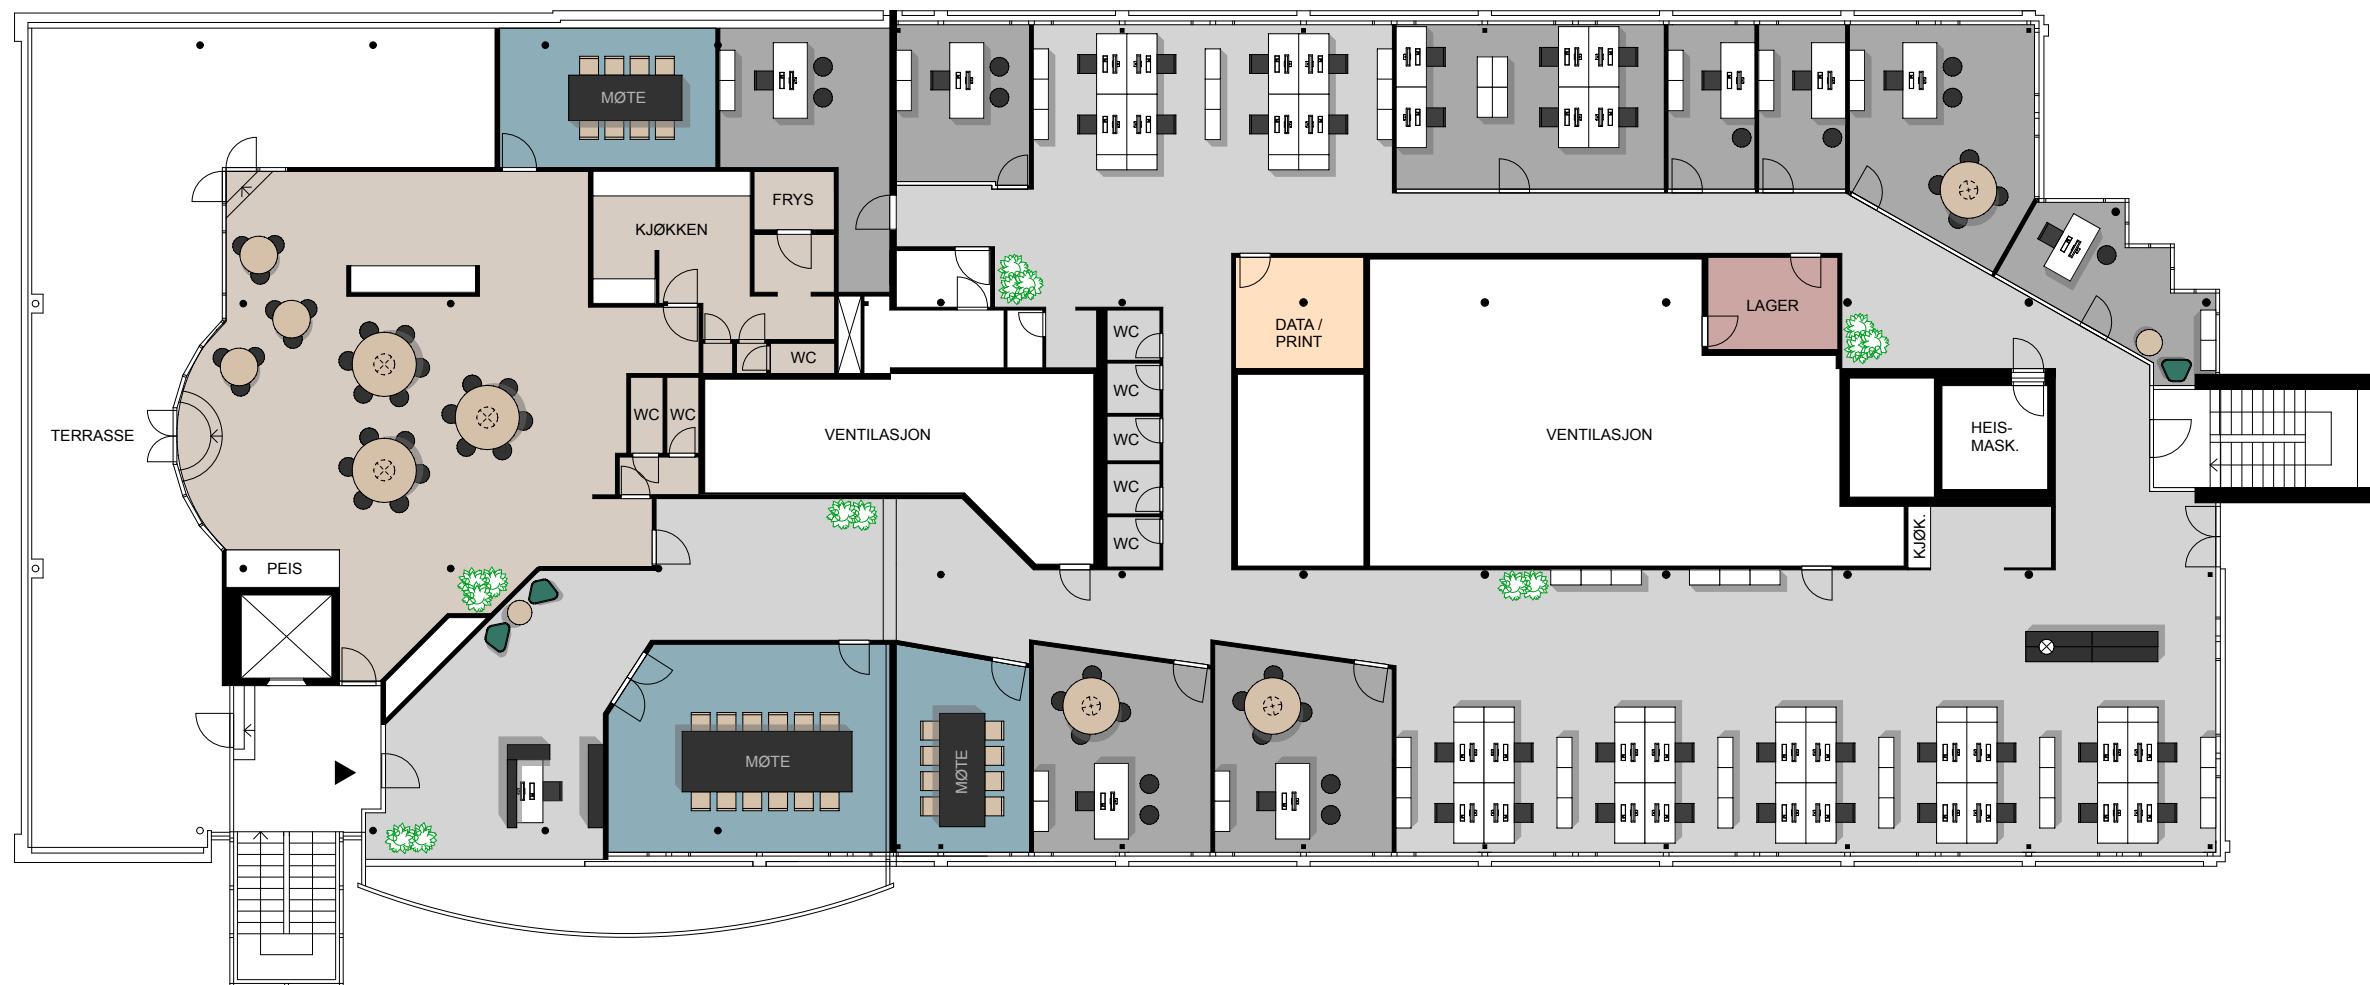 MØTE
FRYS
KJØKKEN
LAGER
DATA /
PRINT
WC
WC
WC
WC
WC
TERRASSE
VENTILASJON
WC
VENTILASJON
HEIS-
MASK.
WC
WC
KJØK.
PEIS
MØTE
MØTE